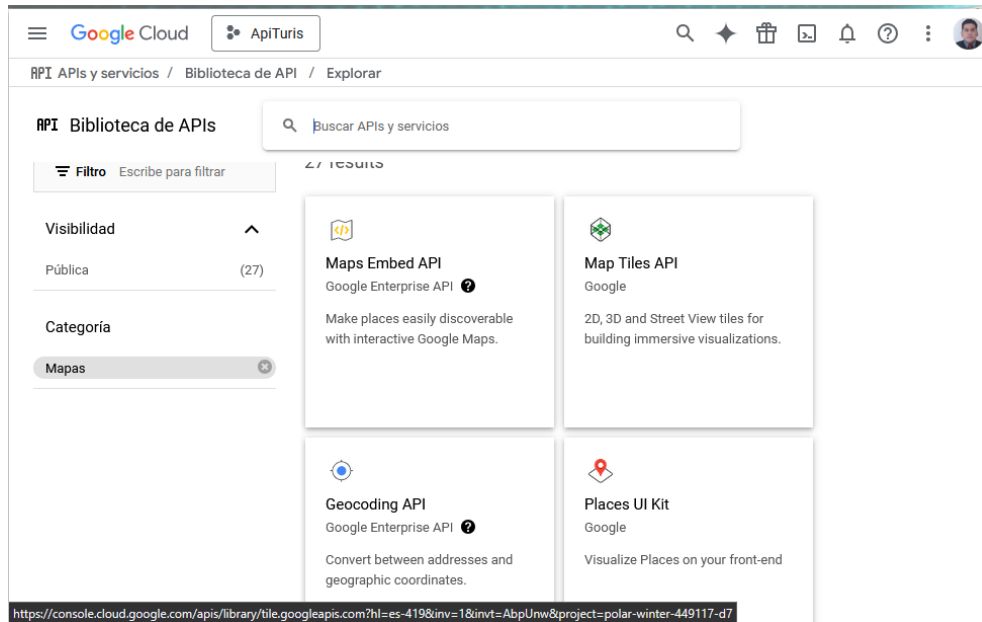 Google Cloud
ApiTuris
API APIs y servicios / Biblioteca de API / Explorar
API Biblioteca de APIs
Buscar APIs y servicios
Filtro Escribe para filtrar
27 results
Visibilidad
Pública (27)
Categoría
Mapas
Maps Embed API
Google Enterprise API
Make places easily discoverable
with interactive Google Maps.
Map Tiles API
Google
2D, 3D and Street View tiles for
building immersive visualizations.
Geocoding API
Google Enterprise API
Convert between addresses and
geographic coordinates.
Places UI Kit
Google
Visualize Places on your front-end
https://console.cloud.google.com/apis/library/tile.googleapis.com?hl=es-419&inv=1&invt=AbpUnw&project=polar-winter-449117-d7